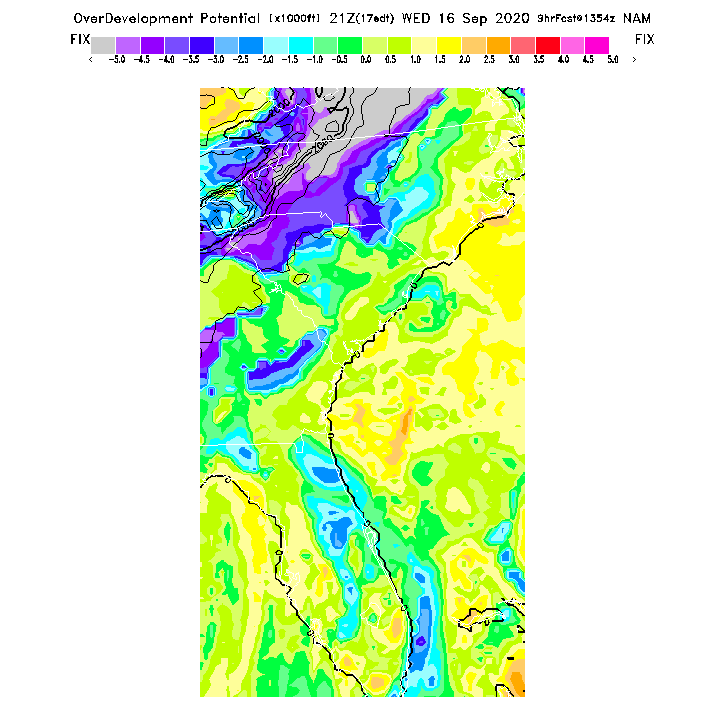 OverDevelopment Potential [x1000ft] 21Z(17edt) WED 16 Sep 2020 9hrFcst@1354z NAM
FIX FIX
< -5.0 -4.5 -4.0 -3.5 -3.0 -2.5 -2.0 -1.5 -1.0 -0.5 0.0 0.5 1.0 1.5 2.0 2.5 3.0 3.5 4.0 4.5 5.0 >